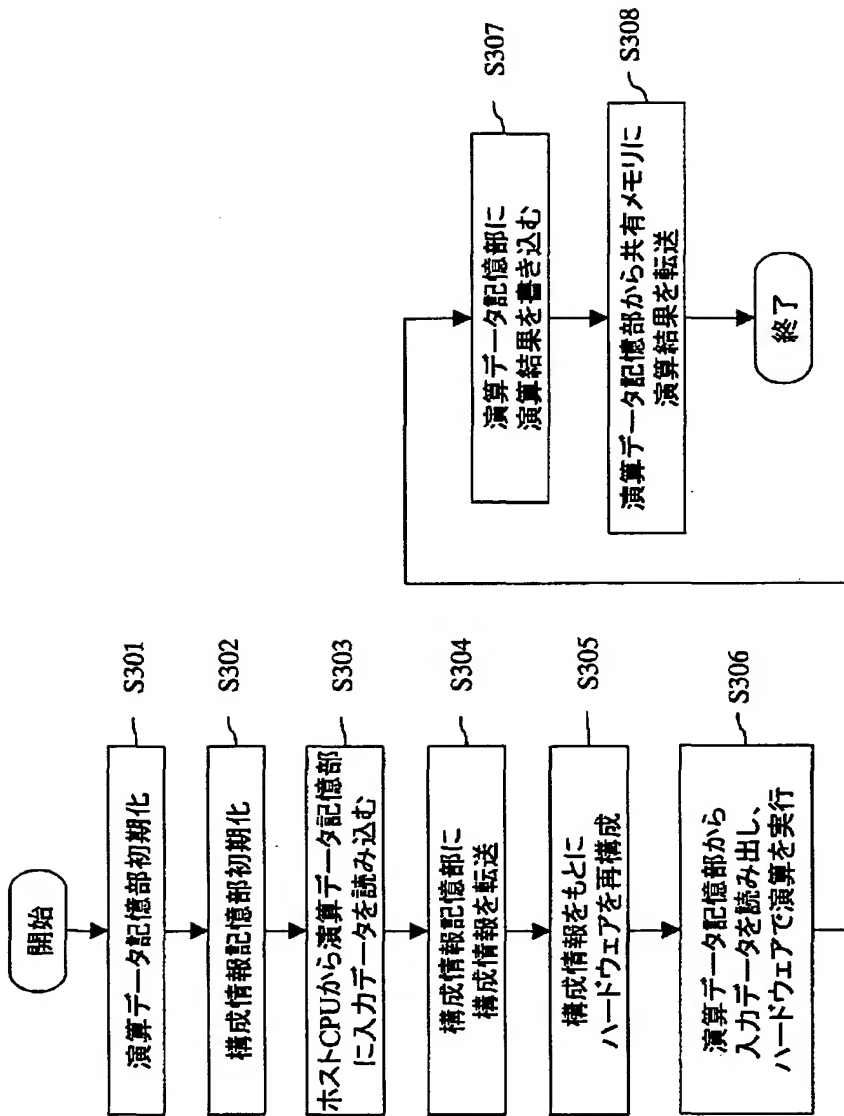 開始
演算データ記憶部初期化
S301
構成情報記憶部初期化
S302
ホストCPUから演算データ記憶部
に入力データを読み込む
S303
構成情報記憶部に
構成情報を転送
S304
構成情報をもとに
ハードウェアを再構成
S305
演算データ記憶部から
入力データを読み出し、
ハードウェアで演算を実行
S306
演算データ記憶部に
演算結果を書き込む
S307
演算データ記憶部から共有メモリに
演算結果を転送
S308
終了